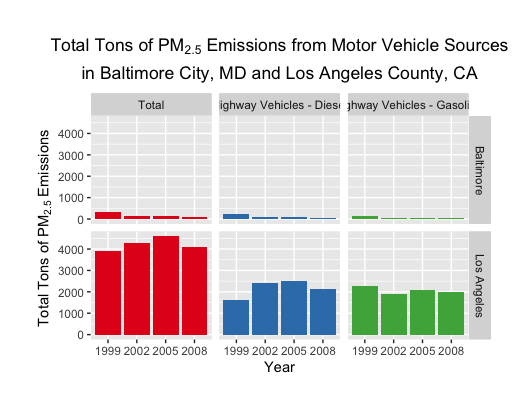 Total Tons of PM2.5 Emissions from Motor Vehicle Sources
in Baltimore City, MD and Los Angeles County, CA
Total
ighway Vehicles - Diese
ghway Vehicles - Gasoli
Total Tons of PM2.5 Emissions
4000
3000
2000
1000
0
Baltimore
4000
3000
2000
1000
0
Los Angeles
1999 2002 2005 2008 1999 2002 2005 2008 1999 2002 2005 2008
Year